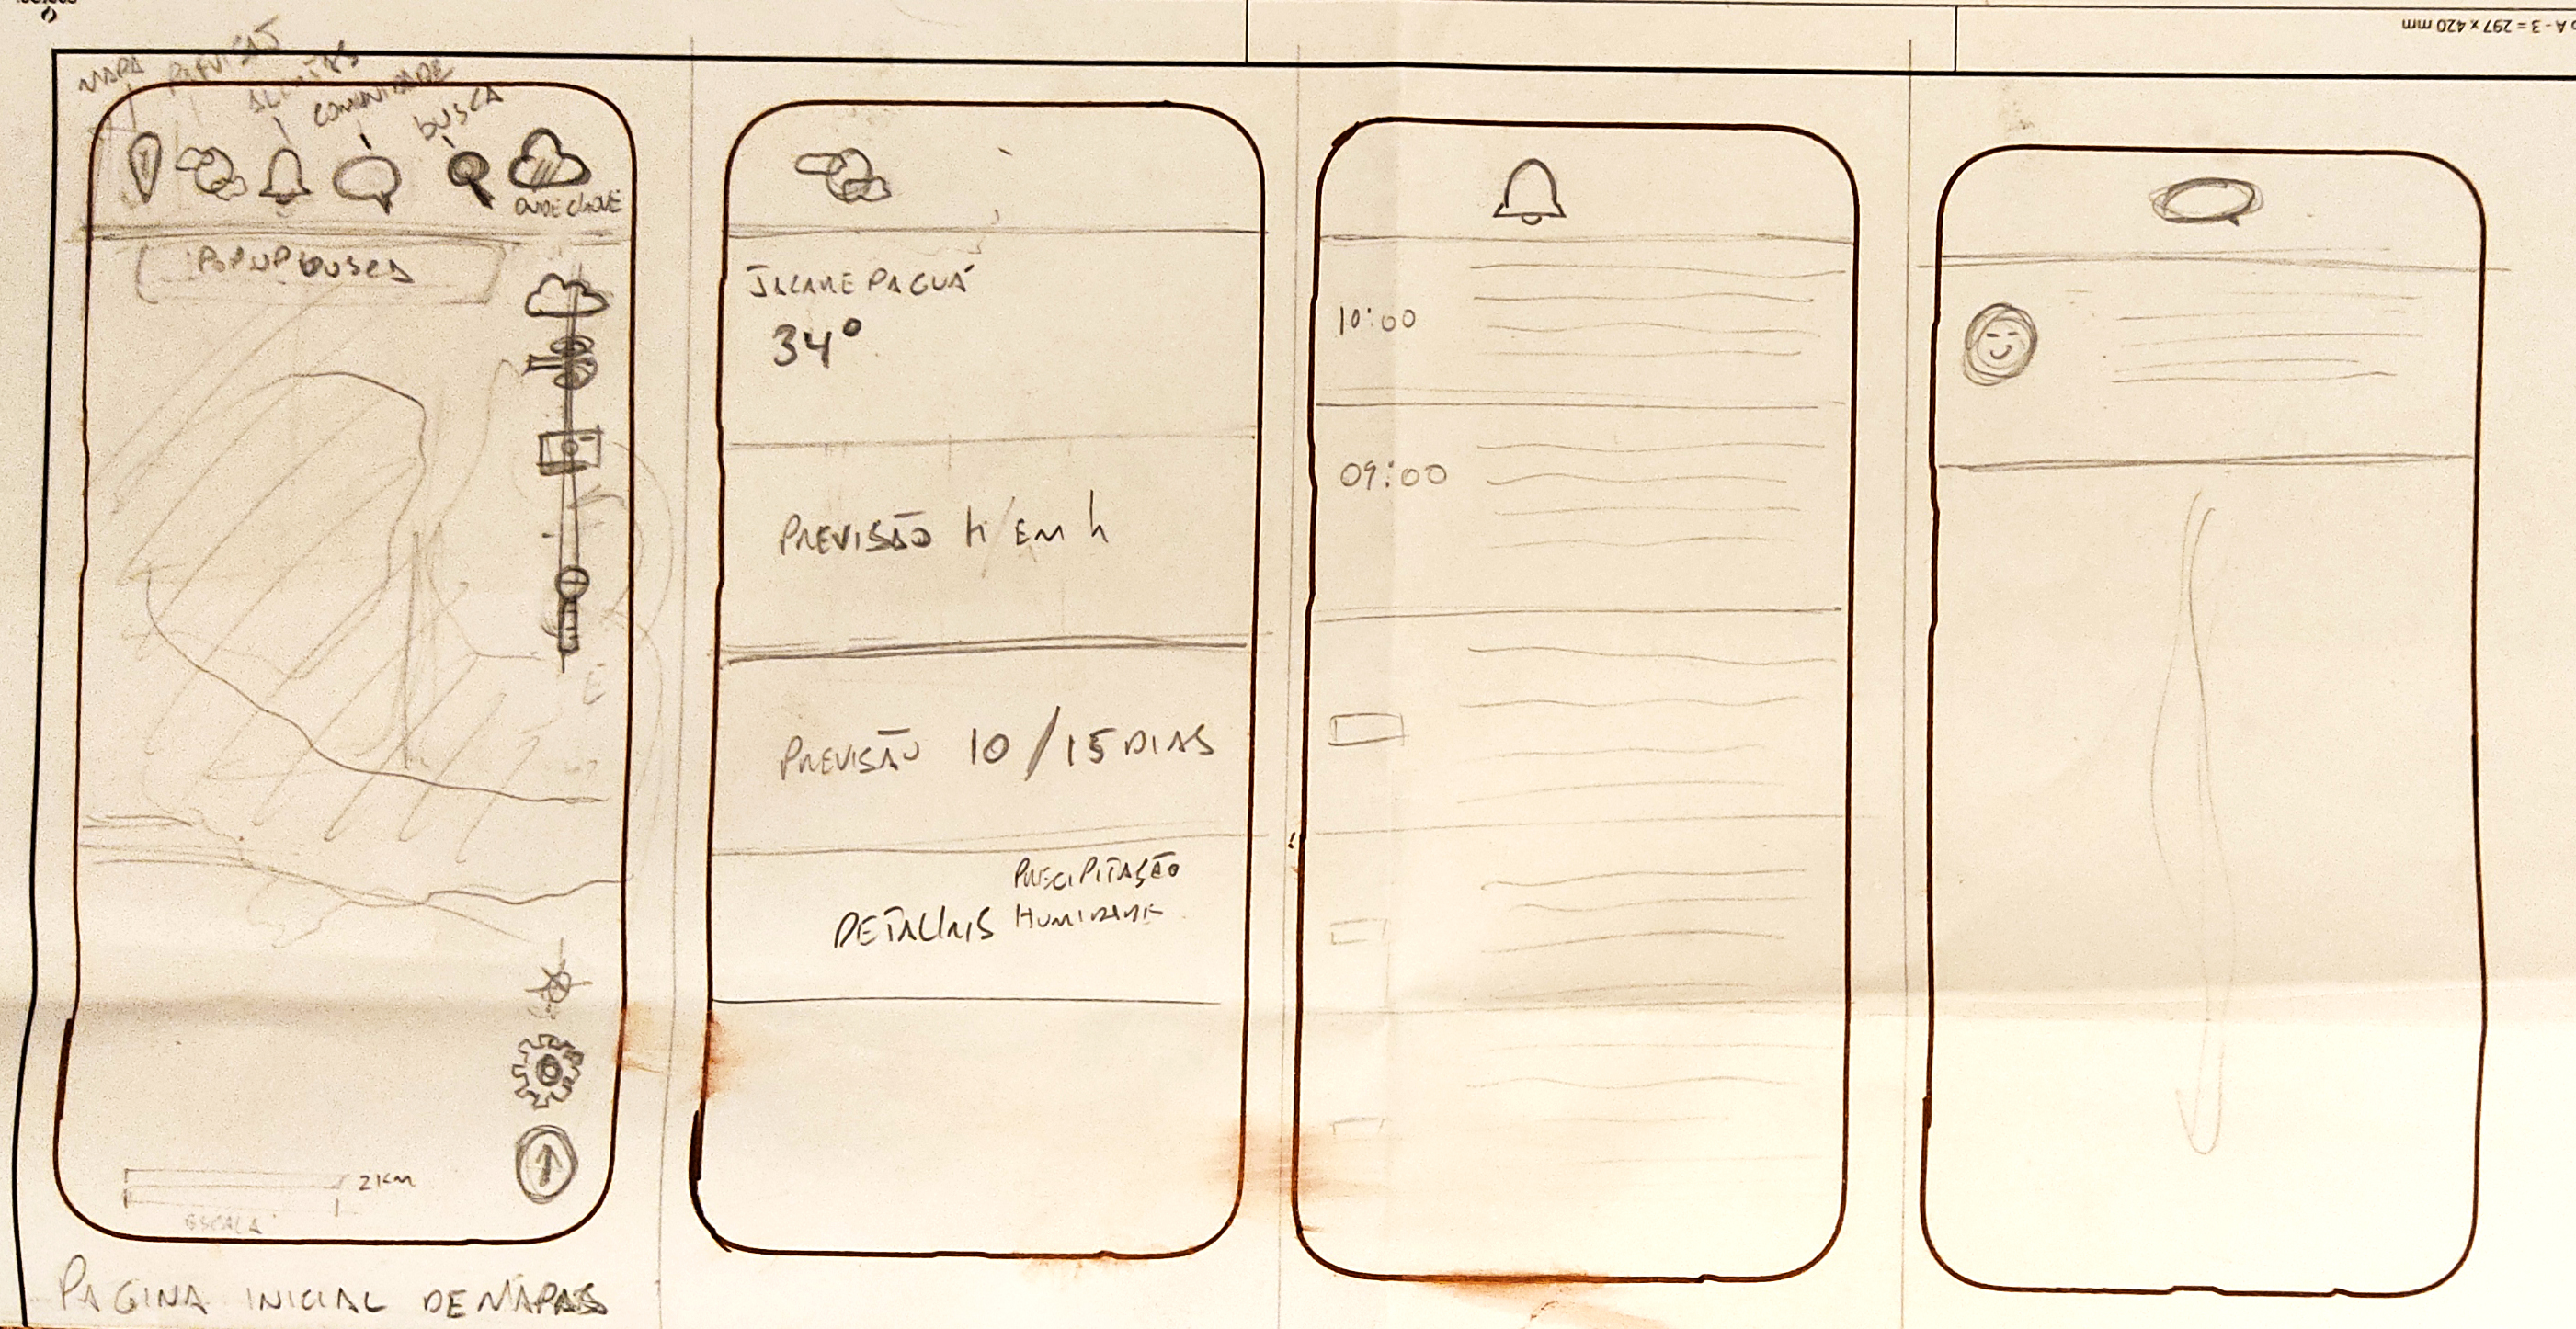 A-3 = 297 x 420 mm
MAPA
PREVISÃO
ALERTAS
COMUNIDADE
BUSCA
ONDE CHOVE
POPUP BUSCA
2KM
ESCALA
PAGINA INICIAL DE MAPAS
JACAREPAGUÁ
34°
PREVISÃO H/EM h
PREVISÃO 10/15 DIAS
PRECIPITAÇÃO
DETALHES HUMIDADE
10:00
09:00